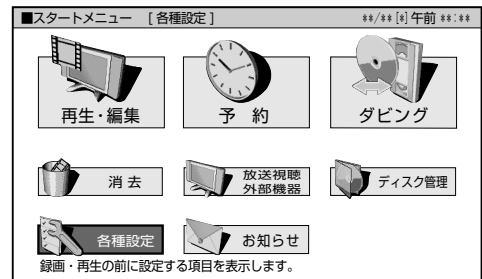 ■スタートメニュー [各種設定] **/**[*]午前**:**
再生・編集 予 約 ダビング
消 去 放送視聴 ディスク管理
外部機器
各種設定 お知らせ
録画・再生の前に設定する項目を表示します。